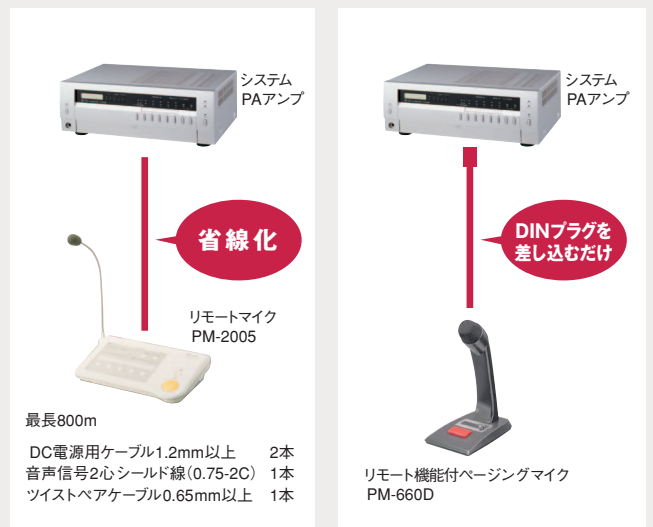 システム
PAアンプ
省線化
リモートマイク
PM-2005
最長800m
DC電源用ケーブル1.2mm以上 2本
音声信号2心シールド線(0.75-2C) 1本
ツイストペアケーブル0.65mm以上 1本
システム
PAアンプ
DINプラグを
差し込むだけ
リモート機能付ページングマイク
PM-660D